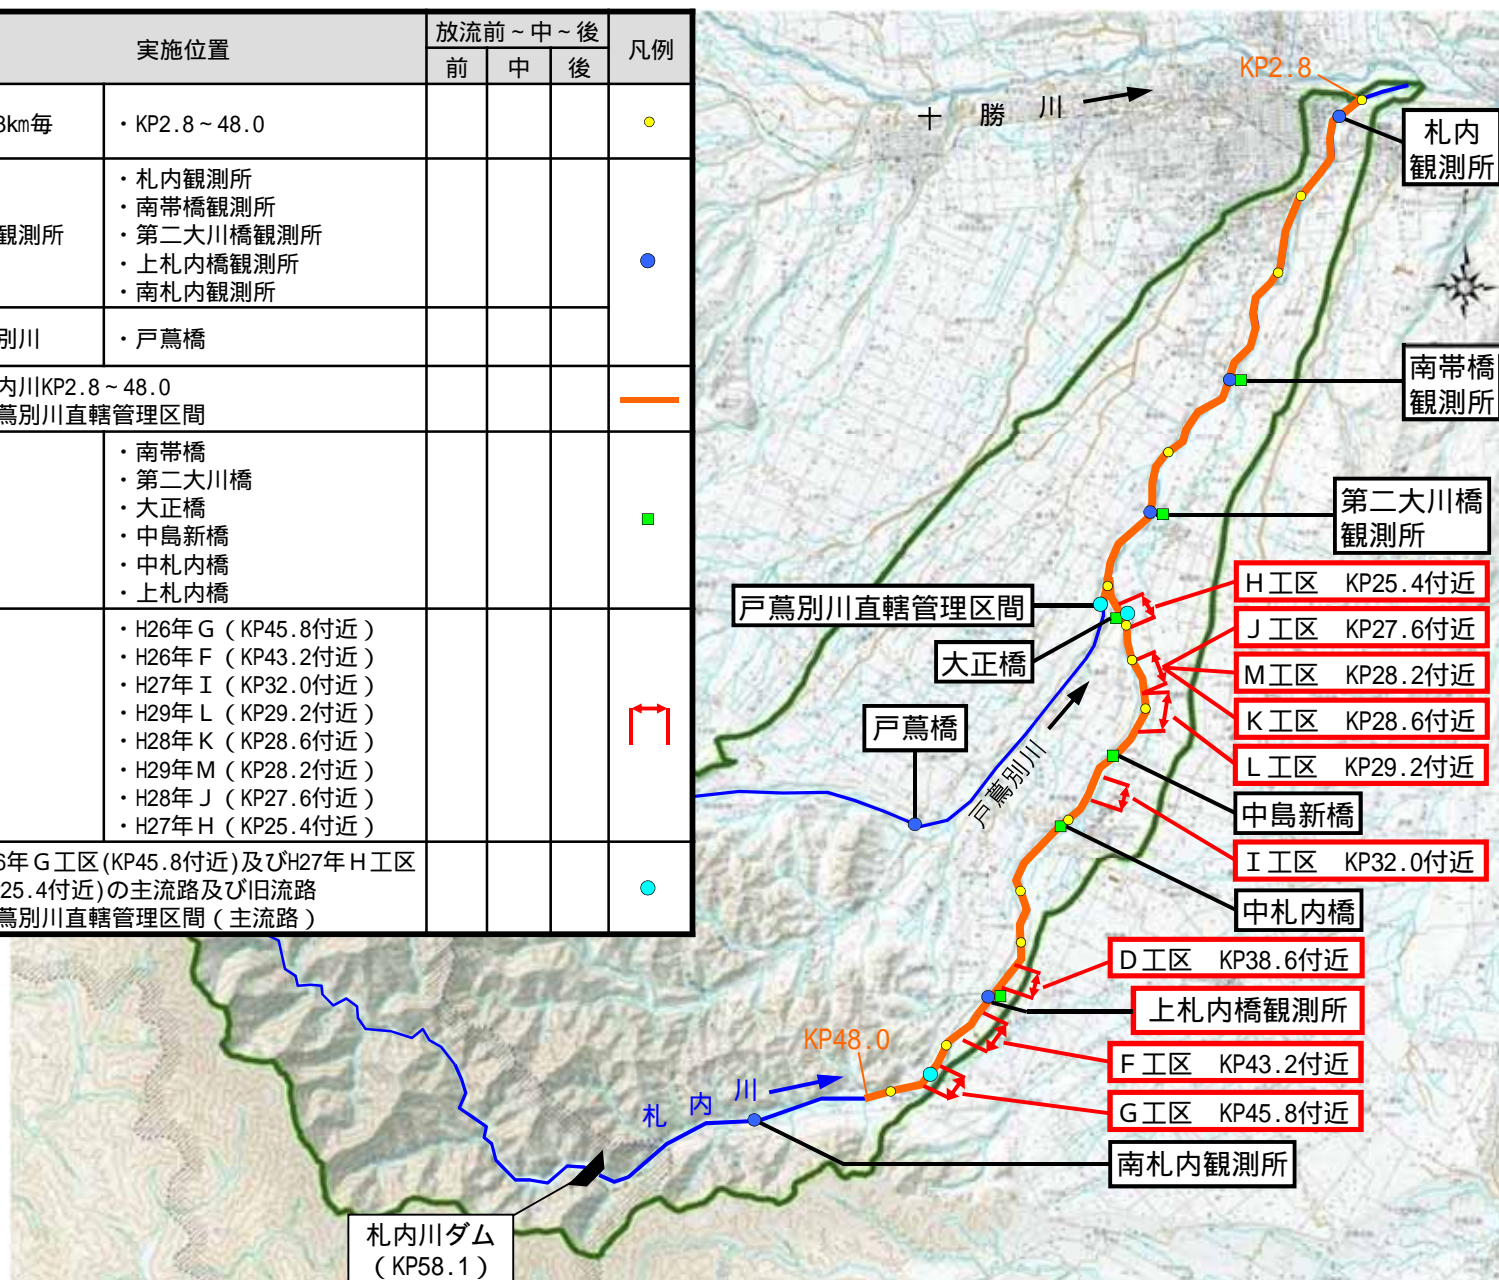 実施位置
放流前～中～後
凡例
前 中 後
3km毎
・KP2.8～48.0
観測所
・札内観測所
・南帯橋観測所
・第二大川橋観測所
・上札内橋観測所
・南札内観測所
別川
・戸蔦橋
内川KP2.8～48.0
蔦別川直轄管理区間
・南帯橋
・第二大川橋
・大正橋
・中島新橋
・中札内橋
・上札内橋
・H26年Ｇ（KP45.8付近）
・H26年Ｆ（KP43.2付近）
・H27年Ｉ（KP32.0付近）
・H29年Ｌ（KP29.2付近）
・H28年Ｋ（KP28.6付近）
・H29年Ｍ（KP28.2付近）
・H28年Ｊ（KP27.6付近）
・H27年Ｈ（KP25.4付近）
6年Ｇ工区(KP45.8付近)及びH27年Ｈ工区
25.4付近)の主流路及び旧流路
蔦別川直轄管理区間（主流路）
KP2.8
十勝川
札内
観測所
南帯橋
観測所
第二大川橋
観測所
戸蔦別川直轄管理区間
大正橋
戸蔦橋
戸蔦別川
Ｈ工区 KP25.4付近
Ｊ工区 KP27.6付近
Ｍ工区 KP28.2付近
Ｋ工区 KP28.6付近
Ｌ工区 KP29.2付近
中島新橋
Ｉ工区 KP32.0付近
中札内橋
Ｄ工区 KP38.6付近
上札内橋観測所
Ｆ工区 KP43.2付近
Ｇ工区 KP45.8付近
南札内観測所
KP48.0
札内川
札内川ダム
（KP58.1）